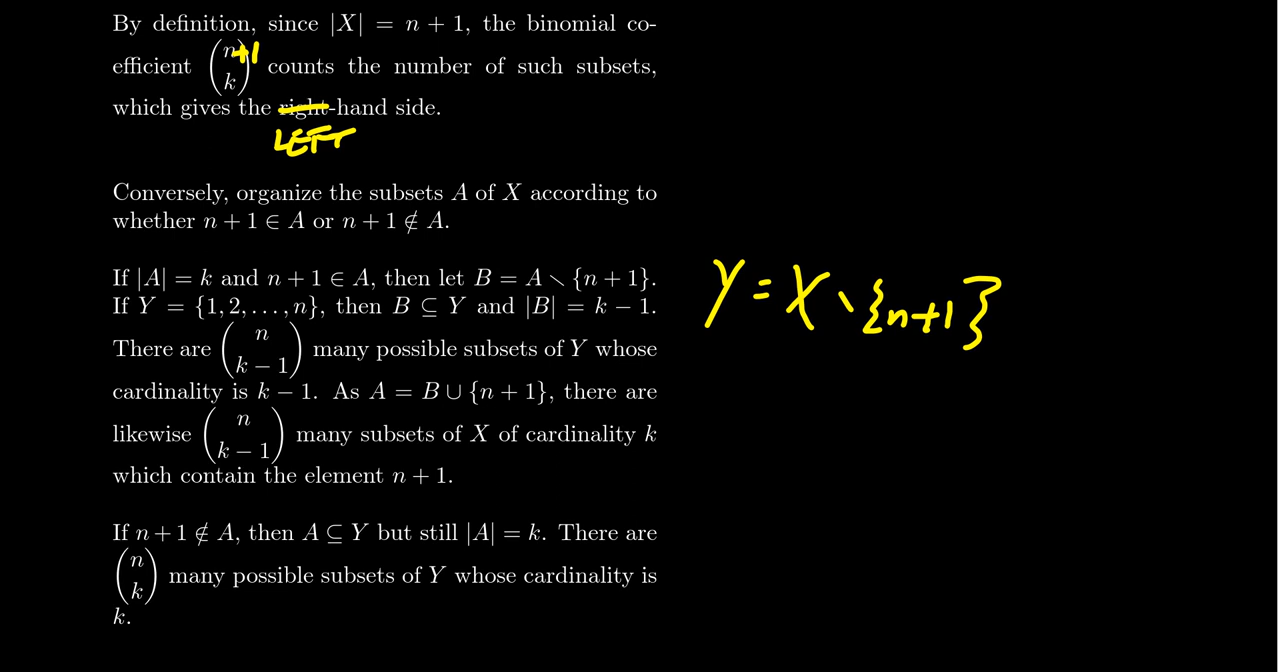 By definition, since |X| = n + 1, the binomial co-
efficient (n+1 k) counts the number of such subsets,
which gives the right-hand side.
LEFT
Conversely, organize the subsets A of X according to
whether n + 1 ∈ A or n + 1 ∉ A.
If |A| = k and n + 1 ∈ A, then let B = A ∖ {n + 1}.
If Y = {1, 2, . . . , n}, then B ⊆ Y and |B| = k − 1.
Y = X ∖ {n+1}
There are (n k − 1) many possible subsets of Y whose
cardinality is k − 1. As A = B ∪ {n + 1}, there are
likewise (n k − 1) many subsets of X of cardinality k
which contain the element n + 1.
If n + 1 ∉ A, then A ⊆ Y but still |A| = k. There are
(n k) many possible subsets of Y whose cardinality is
k.